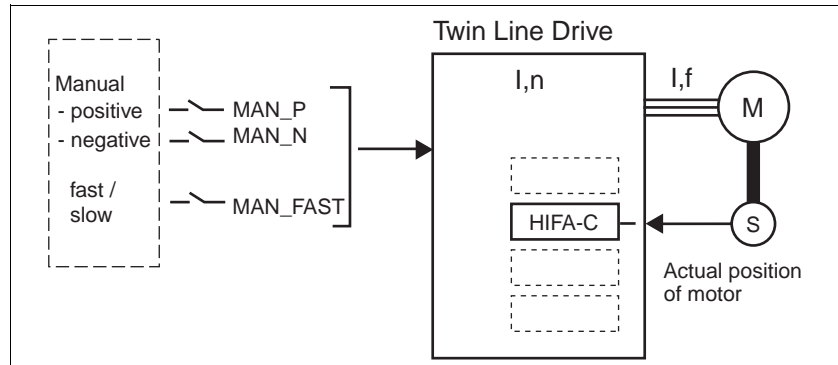 Twin Line Drive
Manual
- positive
- negative
fast /
slow
MAN_P
MAN_N
MAN_FAST
I,n
HIFA-C
I,f
M
S
Actual position
of motor